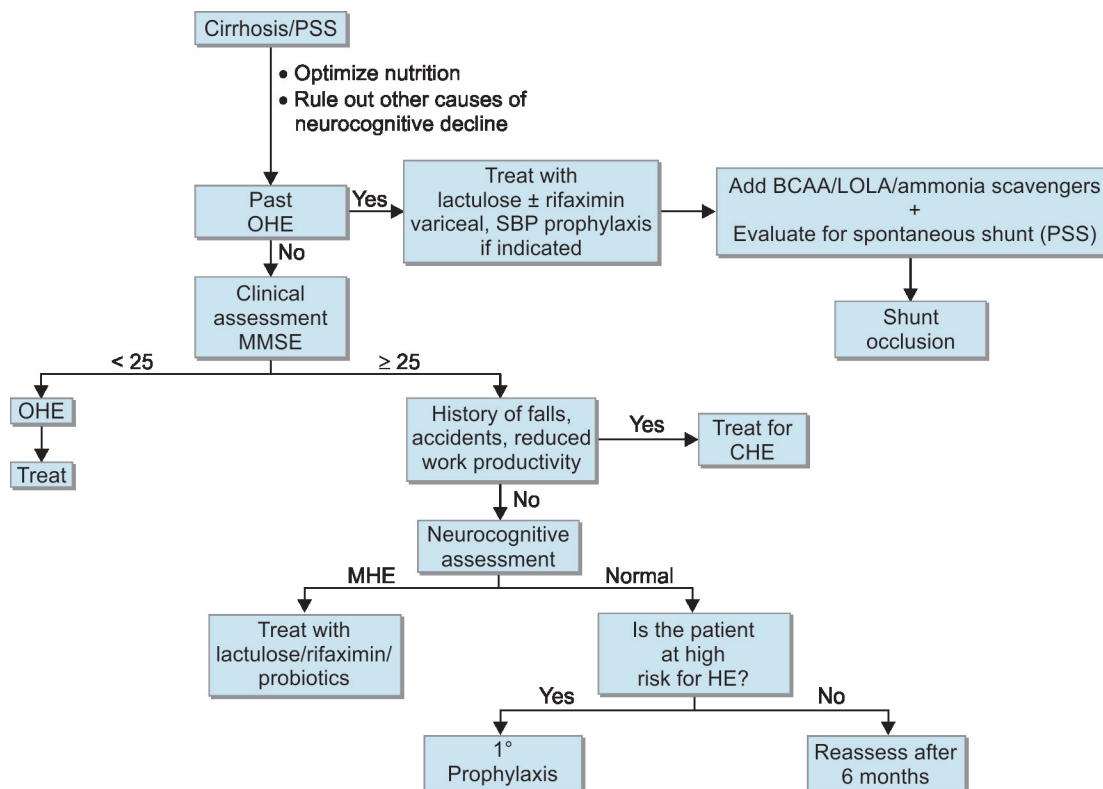 Cirrhosis/PSS
• Optimize nutrition
• Rule out other causes of
neurocognitive decline
Past
OHE
Yes
Treat with
lactulose ± rifaximin
variceal, SBP prophylaxis
if indicated
Add BCAA/LOLA/ammonia scavengers
+
Evaluate for spontaneous shunt (PSS)
Shunt
occlusion
No
Clinical
assessment
MMSE
< 25
≥ 25
OHE
Treat
History of falls,
accidents, reduced
work productivity
Yes
Treat for
CHE
No
Neurocognitive
assessment
MHE
Normal
Treat with
lactulose/rifaximin/
probiotics
Is the patient
at high
risk for HE?
Yes
No
1°
Prophylaxis
Reassess after
6 months